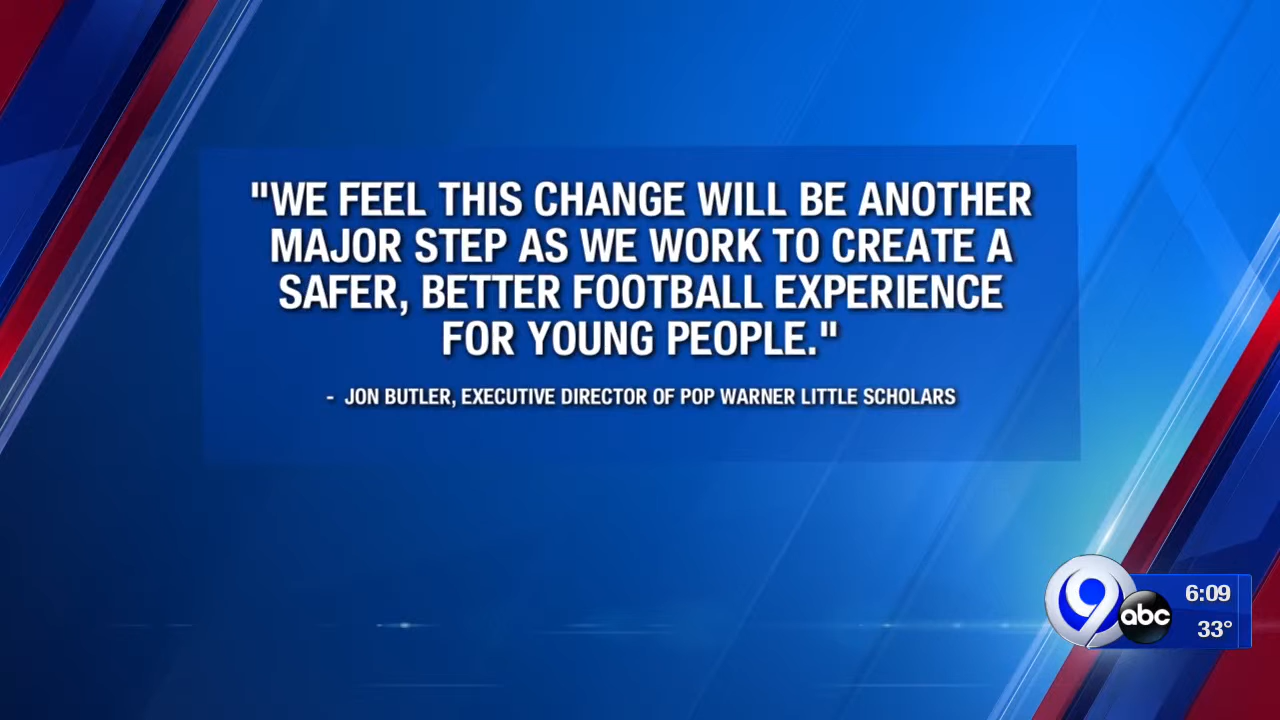 "WE FEEL THIS CHANGE WILL BE ANOTHER
MAJOR STEP AS WE WORK TO CREATE A
SAFER, BETTER FOOTBALL EXPERIENCE
FOR YOUNG PEOPLE."
- JON BUTLER, EXECUTIVE DIRECTOR OF POP WARNER LITTLE SCHOLARS
9 abc 6:09
33°